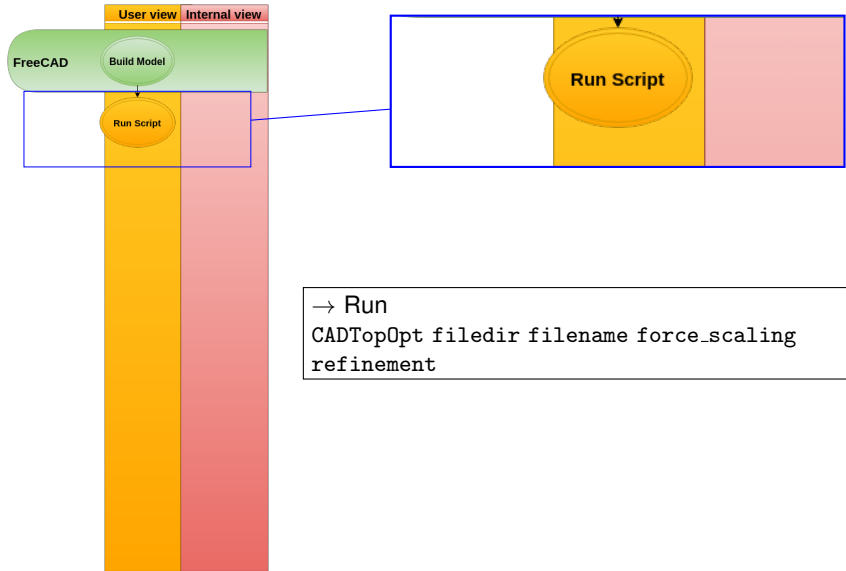 User view Internal view
FreeCAD
Build Model
Run Script
Run Script
→ Run
CADTopOpt filedir filename force_scaling
refinement